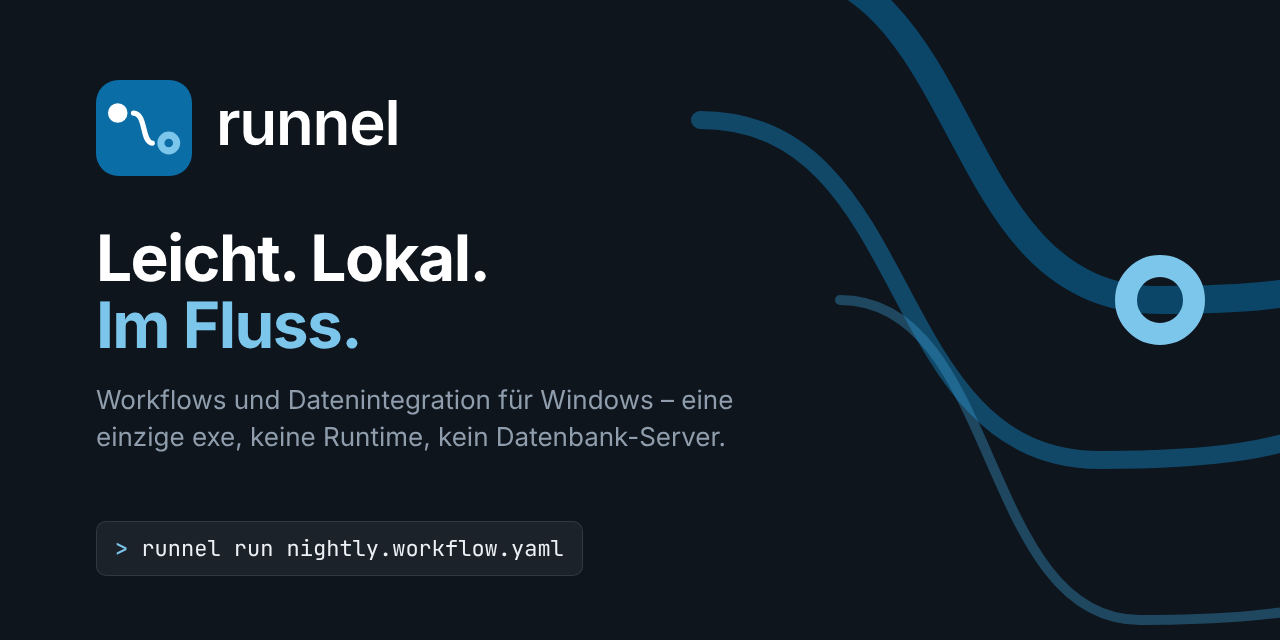 runnel
Leicht. Lokal.
Im Fluss.
Workflows und Datenintegration für Windows – eine
einzige exe, keine Runtime, kein Datenbank-Server.
> runnel run nightly.workflow.yaml